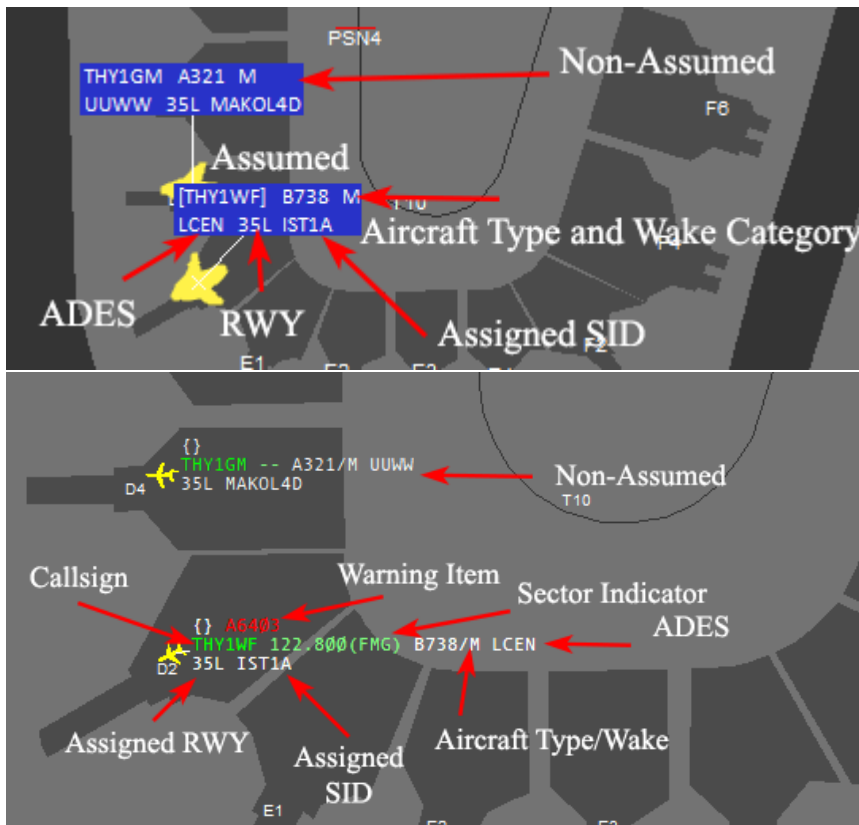 PSN4
Non-Assumed
THY1GM A321 M
UUWW 35L MAKOL4D
F6
Assumed
[THY1WF] B738 M
T10
LCEN 35L IST1A
Aircraft Type and Wake Category
ADES
RWY
Assigned SID
F2
E1
E2
{}
THY1GM -- A321/M UUWW
35L MAKOL4D
Non-Assumed
D4
T10
Callsign
Warning Item
Sector Indicator
{} A6403
ADES
THY1WF 122.800(FMG) B738/M LCEN
D2
35L IST1A
Assigned RWY
Assigned
SID
Aircraft Type/Wake
E1